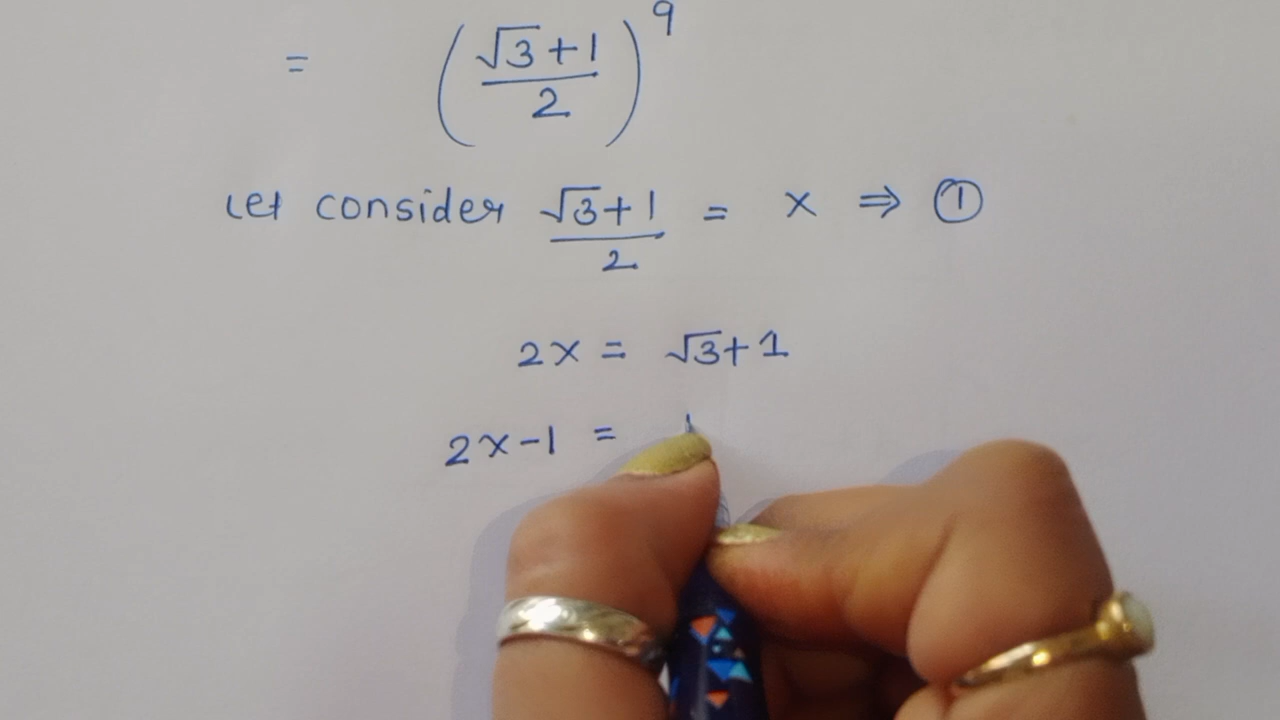 = ((√3+1)/2)^9
Let consider (√3+1)/2 = x ⇒ ①
2x = √3+1
2x-1 =